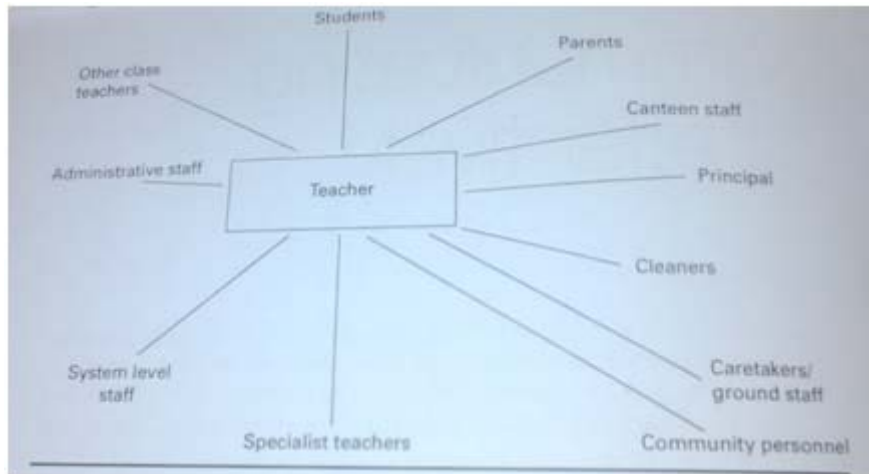 Students
Parents
Other class
teachers
Canteen staff
Administrative staff
Principal
Teacher
Cleaners
System level
staff
Caretakers/
ground staff
Specialist teachers
Community personnel